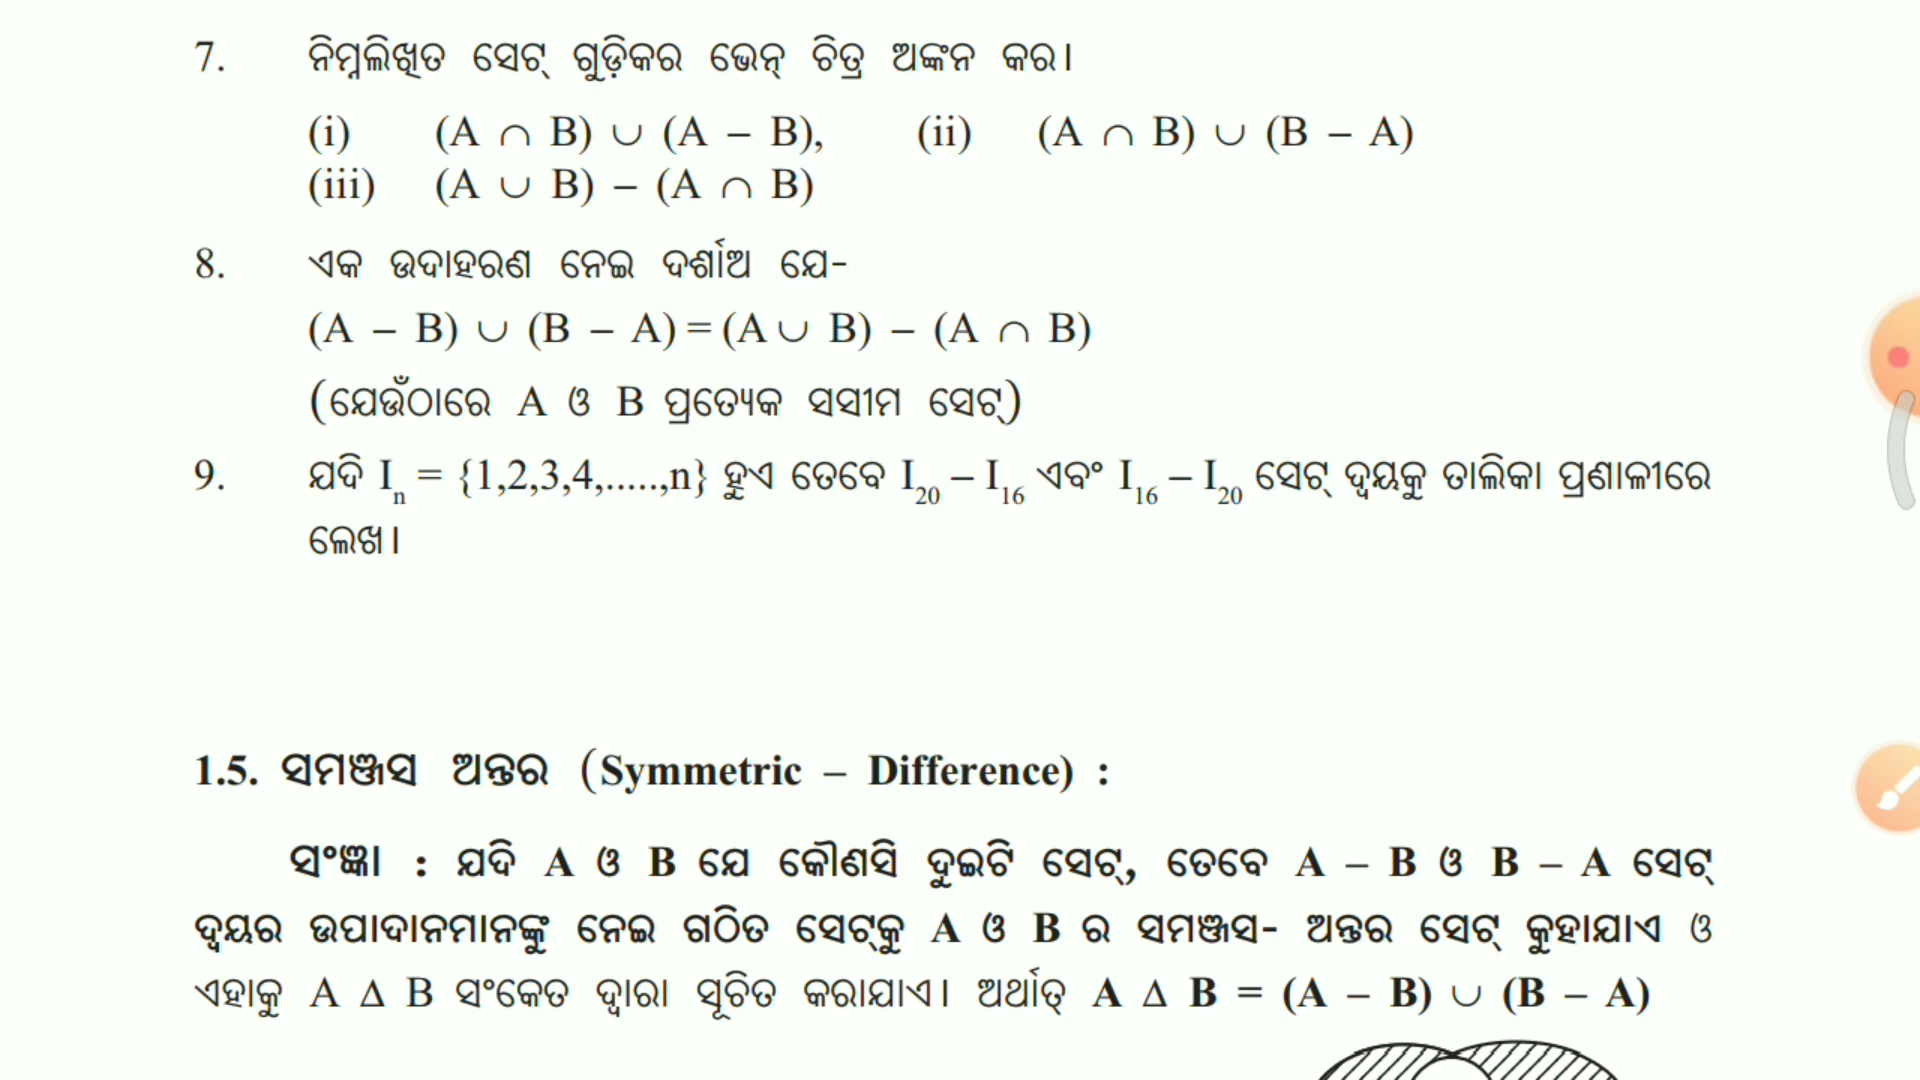 7. ନିମ୍ନଲିଖିତ ସେଟ୍ ଗୁଡ଼ିକର ଭେନ୍ ଚିତ୍ର ଅଙ୍କନ କର।
(i) (A ∩ B) ∪ (A – B), (ii) (A ∩ B) ∪ (B – A)
(iii) (A ∪ B) – (A ∩ B)
8. ଏକ ଉଦାହରଣ ନେଇ ଦର୍ଶାଅ ଯେ-
(A – B) ∪ (B – A) = (A ∪ B) – (A ∩ B)
(ଯେଉଁଠାରେ A ଓ B ପ୍ରତ୍ୟେକ ସସୀମ ସେଟ୍)
9. ଯଦି Iₙ = {1,2,3,4,.....,n} ହୁଏ ତେବେ I₂₀ – I₁₆ ଏବଂ I₁₆ – I₂₀ ସେଟ୍ ଦ୍ୱୟକୁ ତାଲିକା ପ୍ରଣାଳୀରେ
ଲେଖ।
1.5. ସମଞ୍ଜସ ଅନ୍ତର (Symmetric – Difference) :
ସଂଜ୍ଞା : ଯଦି A ଓ B ଯେ କୌଣସି ଦୁଇଟି ସେଟ୍, ତେବେ A – B ଓ B – A ସେଟ୍
ଦ୍ୱୟର ଉପାଦାନମାନଙ୍କୁ ନେଇ ଗଠିତ ସେଟ୍‌କୁ A ଓ B ର ସମଞ୍ଜସ- ଅନ୍ତର ସେଟ୍ କୁହାଯାଏ ଓ
ଏହାକୁ A Δ B ସଂକେତ ଦ୍ୱାରା ସୂଚିତ କରାଯାଏ। ଅର୍ଥାତ୍ A Δ B = (A – B) ∪ (B – A)